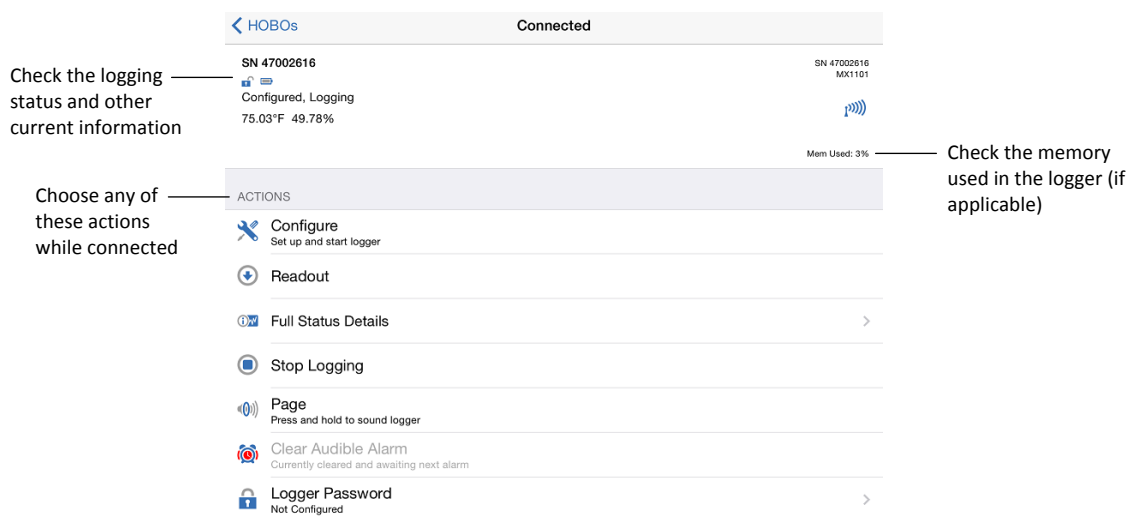 HOBOs
Connected
SN 47002616
SN 47002616
MX1101
Configured, Logging
75.03°F 49.78%
Mem Used: 3%
Check the logging
status and other
current information
Check the memory
used in the logger (if
applicable)
Choose any of
these actions
while connected
ACTIONS
Configure
Set up and start logger
Readout
Full Status Details
Stop Logging
Page
Press and hold to sound logger
Clear Audible Alarm
Currently cleared and awaiting next alarm
Logger Password
Not Configured